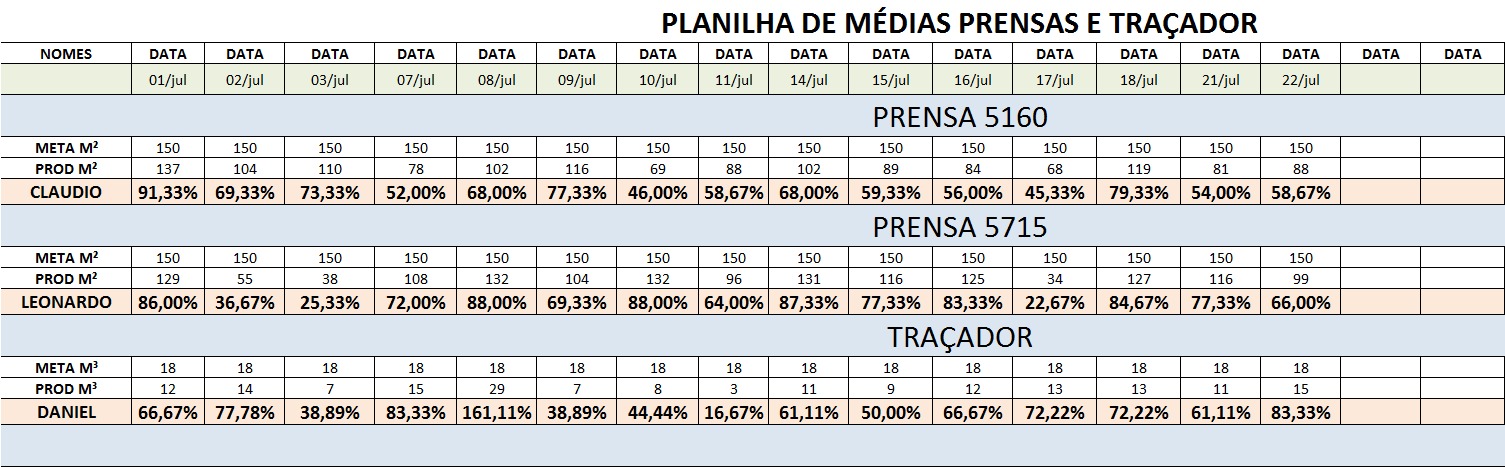 PLANILHA DE MÉDIAS PRENSAS E TRAÇADOR
NOMES DATA DATA DATA DATA DATA DATA DATA DATA DATA DATA DATA DATA DATA DATA DATA DATA DATA
01/jul 02/jul 03/jul 07/jul 08/jul 09/jul 10/jul 11/jul 14/jul 15/jul 16/jul 17/jul 18/jul 21/jul 22/jul
PRENSA 5160
META M² 150 150 150 150 150 150 150 150 150 150 150 150 150 150 150
PROD M² 137 104 110 78 102 116 69 88 102 89 84 68 119 81 88
CLAUDIO 91,33% 69,33% 73,33% 52,00% 68,00% 77,33% 46,00% 58,67% 68,00% 59,33% 56,00% 45,33% 79,33% 54,00% 58,67%
PRENSA 5715
META M² 150 150 150 150 150 150 150 150 150 150 150 150 150 150 150
PROD M² 129 55 38 108 132 104 132 96 131 116 125 34 127 116 99
LEONARDO 86,00% 36,67% 25,33% 72,00% 88,00% 69,33% 88,00% 64,00% 87,33% 77,33% 83,33% 22,67% 84,67% 77,33% 66,00%
TRAÇADOR
META M³ 18 18 18 18 18 18 18 18 18 18 18 18 18 18 18
PROD M³ 12 14 7 15 29 7 8 3 11 9 12 13 13 11 15
DANIEL 66,67% 77,78% 38,89% 83,33% 161,11% 38,89% 44,44% 16,67% 61,11% 50,00% 66,67% 72,22% 72,22% 61,11% 83,33%